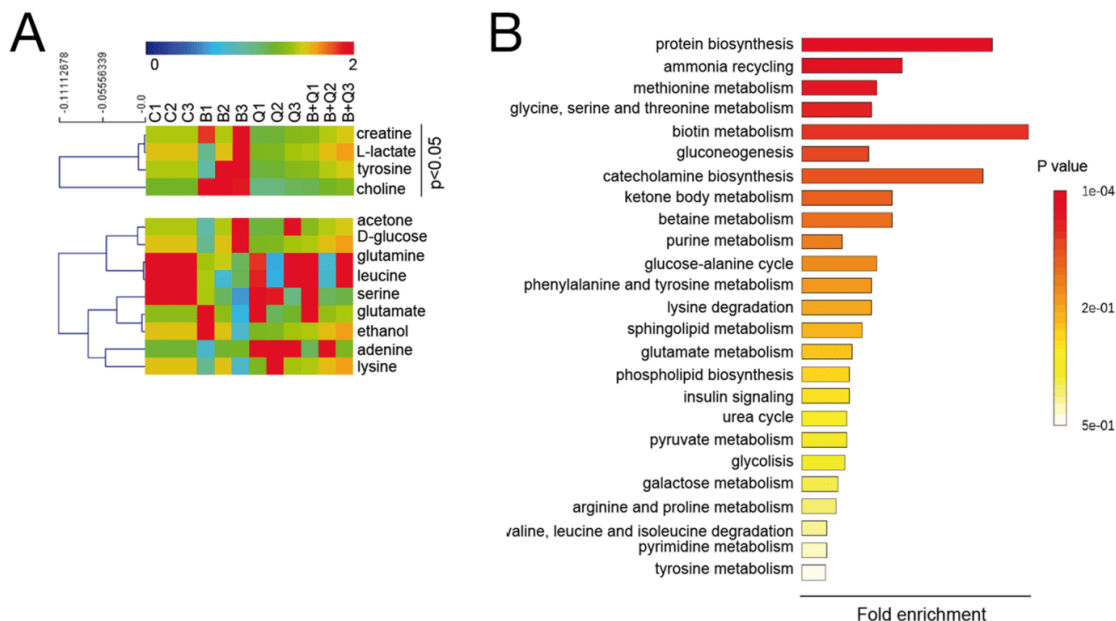 A
-0.11112678
-0.05556339
-0.0
0
2
C1
C2
C3
B1
B2
B3
Q1
Q2
Q3
B+Q1
B+Q2
B+Q3
creatine
L-lactate
tyrosine
choline
p<0.05
acetone
D-glucose
glutamine
leucine
serine
glutamate
ethanol
adenine
lysine
B
protein biosynthesis
ammonia recycling
methionine metabolism
glycine, serine and threonine metabolism
biotin metabolism
gluconeogenesis
catecholamine biosynthesis
ketone body metabolism
betaine metabolism
purine metabolism
glucose-alanine cycle
phenylalanine and tyrosine metabolism
lysine degradation
sphingolipid metabolism
glutamate metabolism
phospholipid biosynthesis
insulin signaling
urea cycle
pyruvate metabolism
glycolisis
galactose metabolism
arginine and proline metabolism
valine, leucine and isoleucine degradation
pyrimidine metabolism
tyrosine metabolism
Fold enrichment
P value
1e-04
2e-01
5e-01